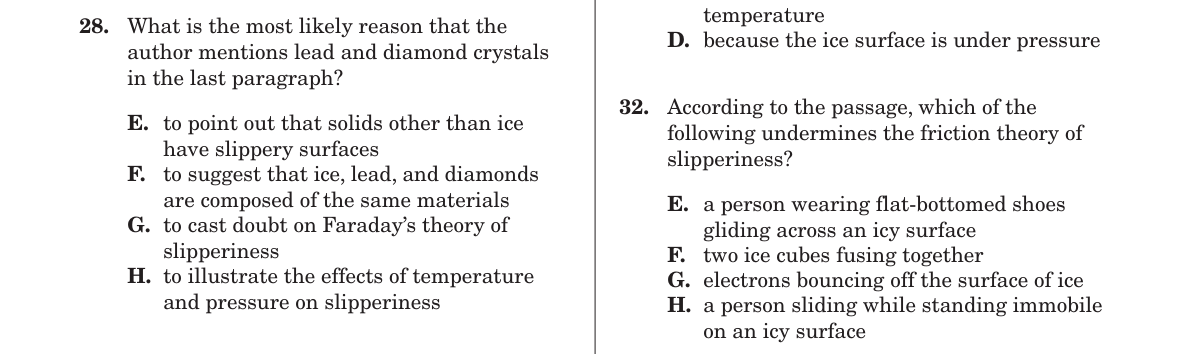 28. What is the most likely reason that the
author mentions lead and diamond crystals
in the last paragraph?
E. to point out that solids other than ice
have slippery surfaces
F. to suggest that ice, lead, and diamonds
are composed of the same materials
G. to cast doubt on Faraday’s theory of
slipperiness
H. to illustrate the effects of temperature
and pressure on slipperiness
temperature
D. because the ice surface is under pressure
32. According to the passage, which of the
following undermines the friction theory of
slipperiness?
E. a person wearing flat-bottomed shoes
gliding across an icy surface
F. two ice cubes fusing together
G. electrons bouncing off the surface of ice
H. a person sliding while standing immobile
on an icy surface